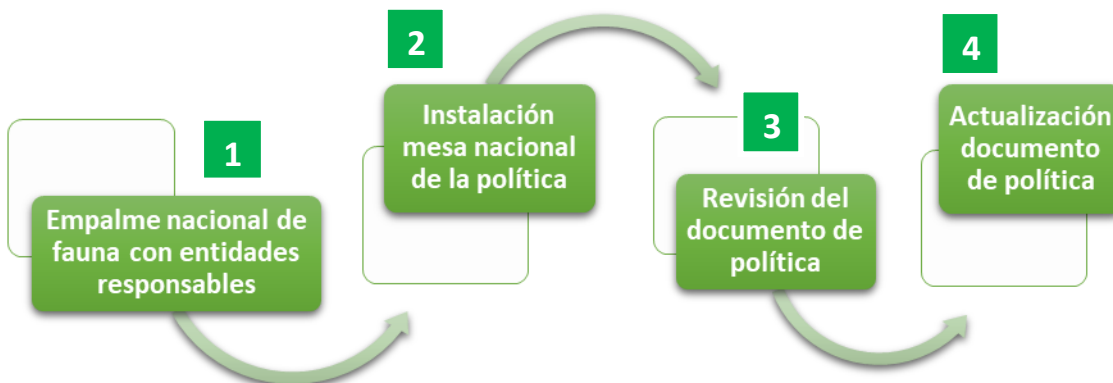 1
Empalme nacional de
fauna con entidades
responsables
2
Instalación
mesa nacional
de la política
3
Revisión del
documento de
política
4
Actualización
documento
de política